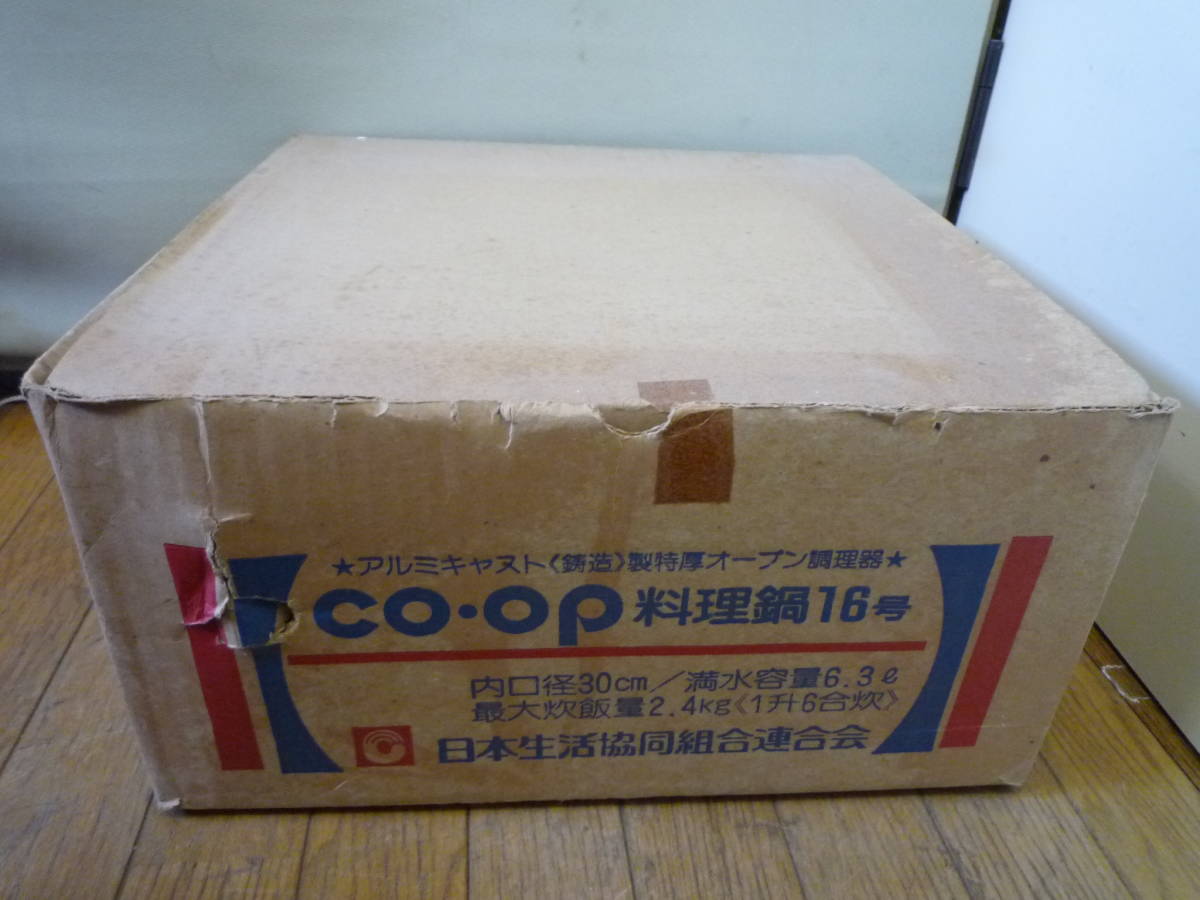 ★アルミキャスト《鋳造》製特厚オープン調理器★
CO・OP 料理鍋16号
内口径30cm/満水容量6.3ℓ
最大炊飯量2.4kg《1升6合炊》
日本生活協同組合連合会